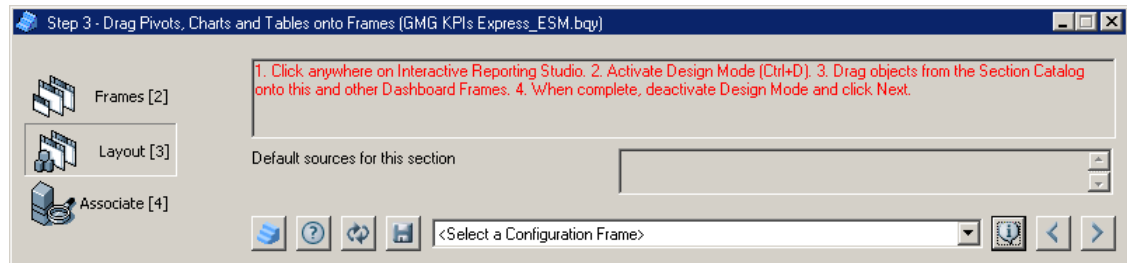 Step 3 - Drag Pivots, Charts and Tables onto Frames (GMG KPIs Express_ESM.bqy)
1. Click anywhere on Interactive Reporting Studio. 2. Activate Design Mode (Ctrl+D). 3. Drag objects from the Section Catalog
onto this and other Dashboard Frames. 4. When complete, deactivate Design Mode and click Next.
Frames [2]
Layout [3]
Default sources for this section
Associate [4]
<Select a Configuration Frame>